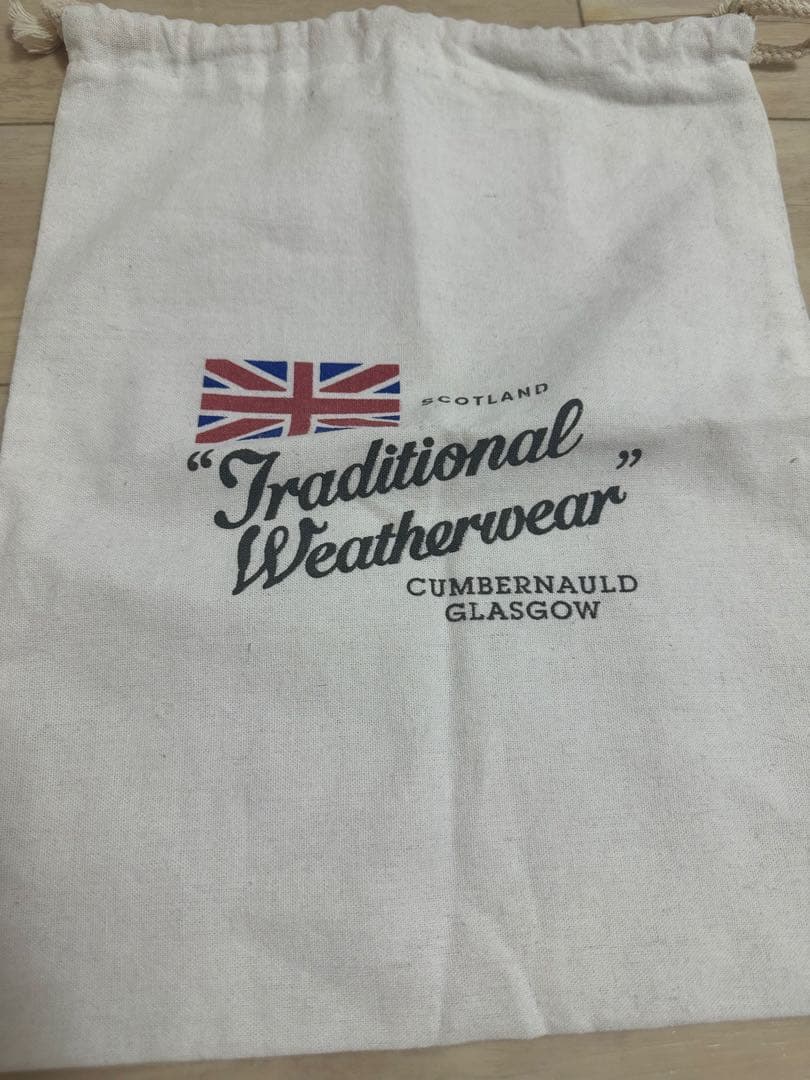 SCOTLAND
“Traditional
Weatherwear”
CUMBERNAULD
GLASGOW